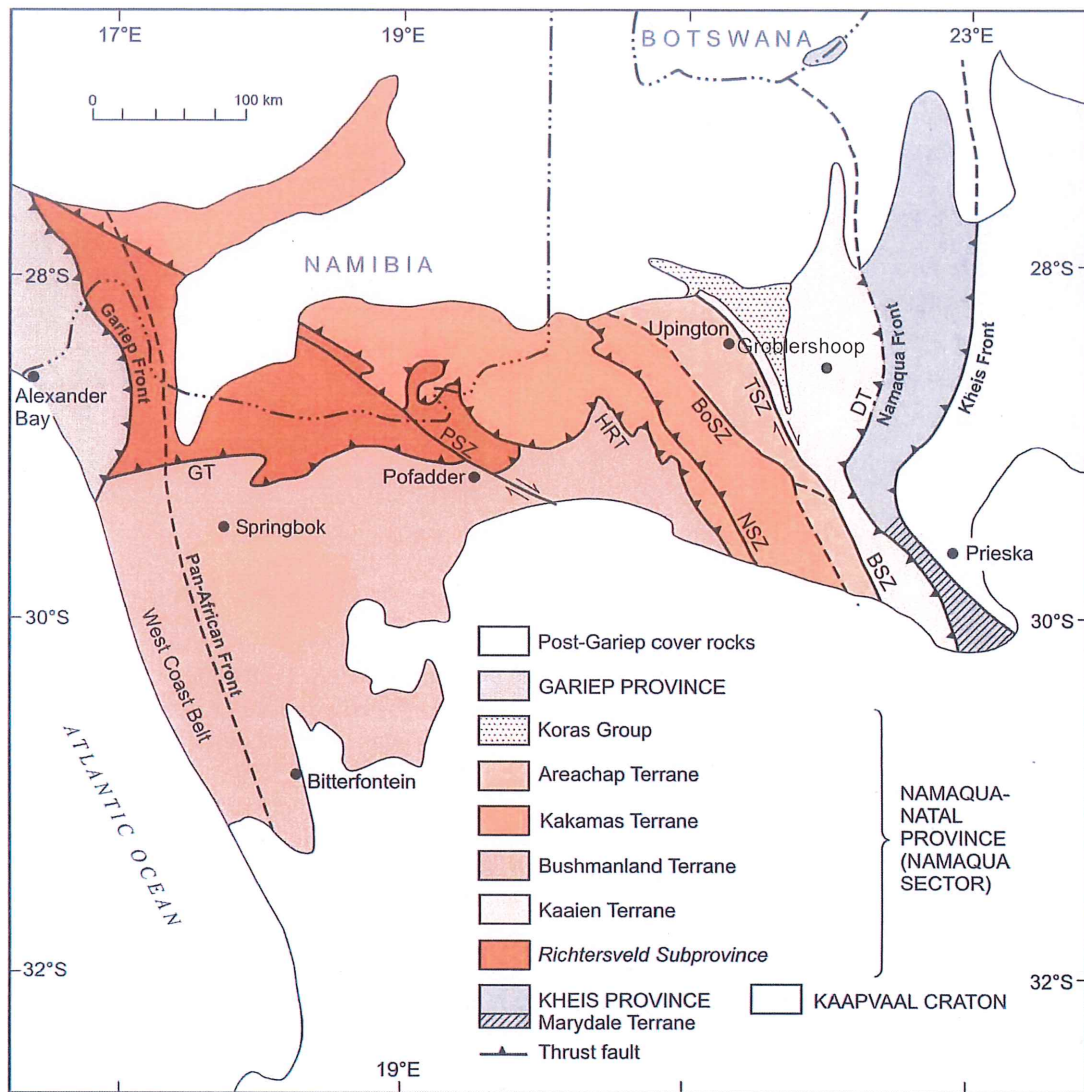 17°E
19°E
BOTSWANA
23°E
0
100 km
28°S
NAMIBIA
28°S
Upington
Groblershoop
Gariep Front
Alexander
Bay
TSZ
DT
Namaqua Front
Kheis Front
BoSZ
HRT
PSZ
GT
Pofadder
Springbok
NSZ
BSZ
Prieska
Pan-African Front
West Coast Belt
30°S
30°S
Bitterfontein
ATLANTIC OCEAN
Post-Gariep cover rocks
GARIEP PROVINCE
Koras Group
Areachap Terrane
Kakamas Terrane
Bushmanland Terrane
Kaaien Terrane
Richtersveld Subprovince
NAMAQUA-
NATAL
PROVINCE
(NAMAQUA
SECTOR)
KHEIS PROVINCE
Marydale Terrane
KAAPVAAL CRATON
Thrust fault
32°S
32°S
19°E